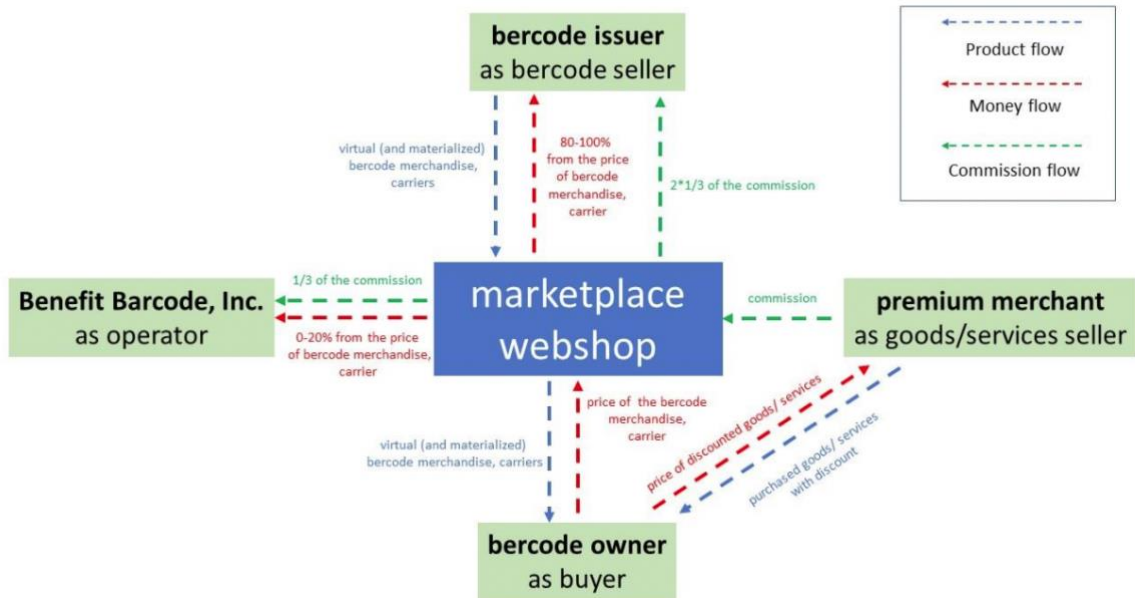 bercode issuer
as bercode seller
Product flow
Money flow
Commission flow
virtual (and materialized)
bercode merchandise,
carriers
80-100%
from the price
of bercode
merchandise,
carrier
2*1/3 of the commission
Benefit Barcode, Inc.
as operator
1/3 of the commission
0-20% from the price
of bercode merchandise,
carrier
marketplace
webshop
commission
premium merchant
as goods/services seller
virtual (and materialized)
bercode merchandise, carriers
price of the bercode
merchandise,
carrier
price of discounted goods/ services
purchased goods/ services
with discount
bercode owner
as buyer